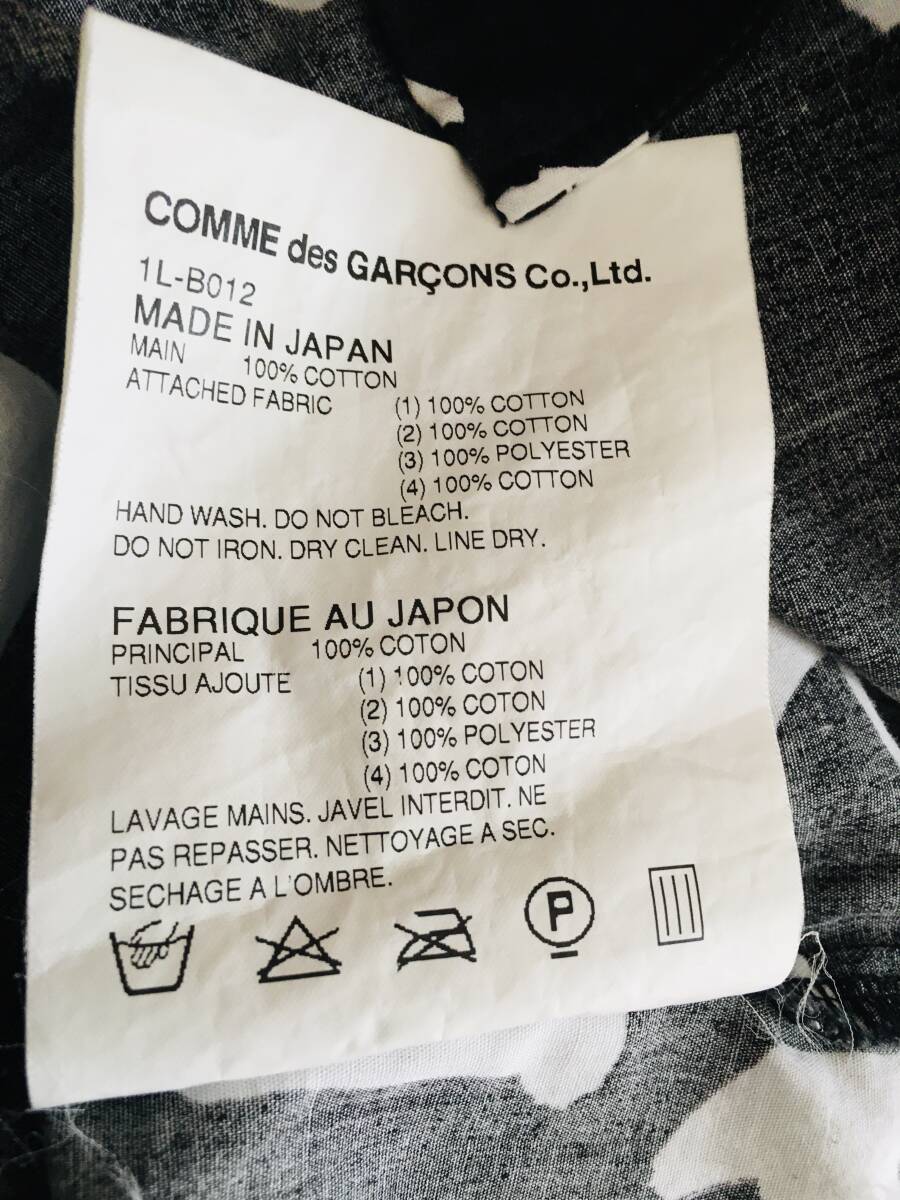 COMME des GARÇONS Co.,Ltd.
1L-B012
MADE IN JAPAN
MAIN 100% COTTON
ATTACHED FABRIC (1) 100% COTTON
(2) 100% COTTON
(3) 100% POLYESTER
(4) 100% COTTON
HAND WASH. DO NOT BLEACH.
DO NOT IRON. DRY CLEAN. LINE DRY.
FABRIQUE AU JAPON
PRINCIPAL 100% COTON
TISSU AJOUTE (1) 100% COTON
(2) 100% COTON
(3) 100% POLYESTER
(4) 100% COTON
LAVAGE MAINS. JAVEL INTERDIT. NE
PAS REPASSER. NETTOYAGE A SEC.
SECHAGE A L'OMBRE.
P